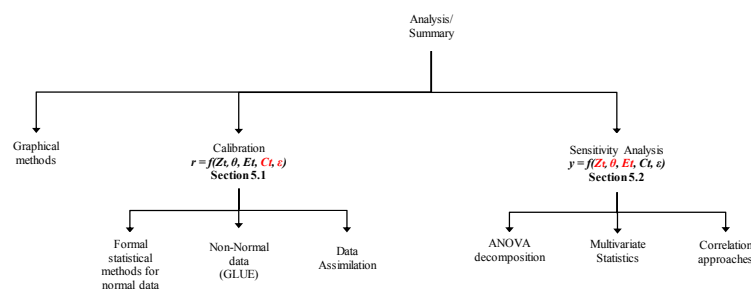 Analysis/
Summary
Graphical
methods
Calibration
r = f(Zt, θ, Et, Ct, ε)
Section 5.1
Sensitivity Analysis
y = f(Zt, θ, Et, Ct, ε)
Section 5.2
Formal
statistical
methods for
normal data
Non-Normal
data
(GLUE)
Data
Assimilation
ANOVA
decomposition
Multivariate
Statistics
Correlation
approaches